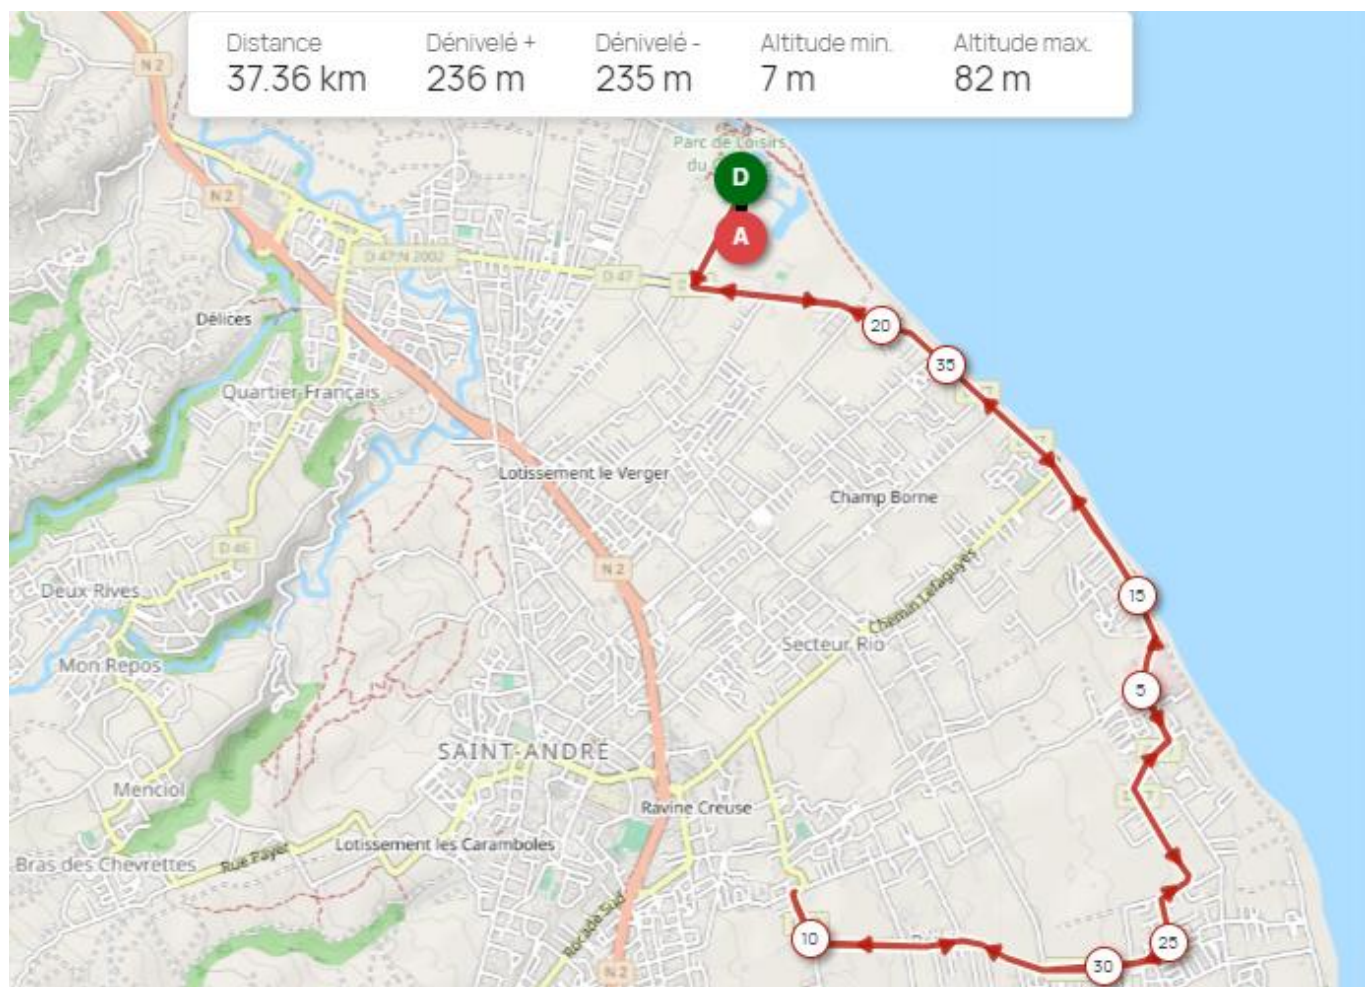 Distance Dénivelé + Dénivelé - Altitude min. Altitude max.
37.36 km 236 m 235 m 7 m 82 m
N 2
Parc de Loisirs
du
D
N 2
A
D 47;N 2002
D 47
Délices
20
35
Quartier Français
Lotissement le Verger
Champ Borne
D 46
N 2
Deux Rives
15
Chemin Lefaguyes
Secteur Rio
Mon Repos
5
SAINT-ANDRÉ
Menciol
Ravine Creuse
Lotissement les Caramboles
Rue Payet
Bras des Chevrettes
Rocade Sud
10
25
30
N 2